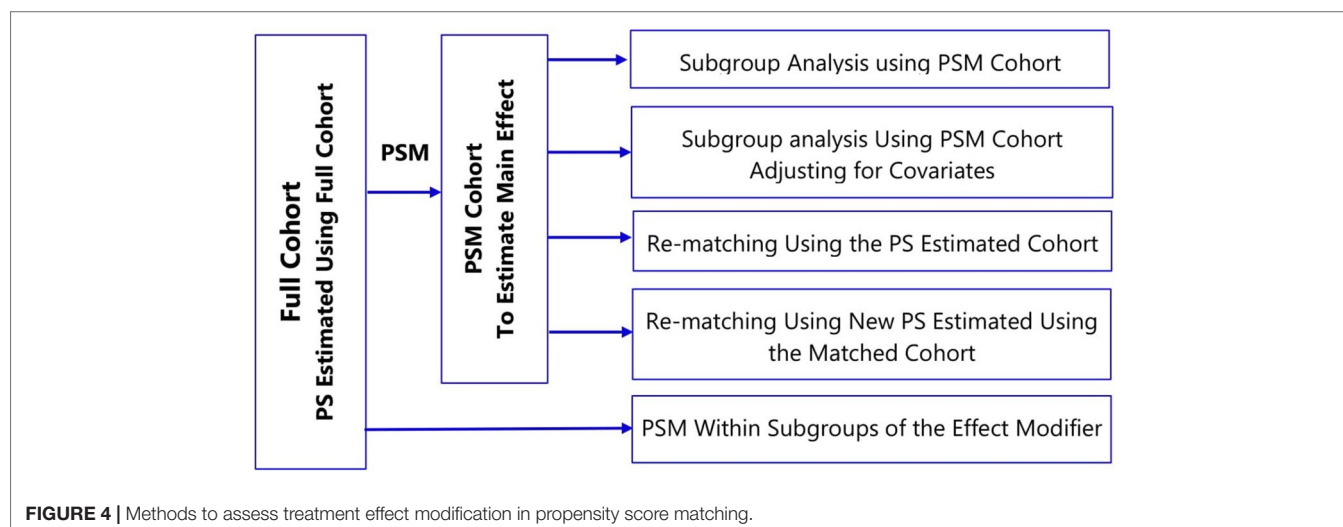 Full Cohort
PS Estimated Using Full Cohort
PSM
PSM Cohort
To Estimate Main Effect
Subgroup Analysis using PSM Cohort
Subgroup analysis Using PSM Cohort
Adjusting for Covariates
Re-matching Using the PS Estimated Cohort
Re-matching Using New PS Estimated Using
the Matched Cohort
PSM Within Subgroups of the Effect Modifier
FIGURE 4 | Methods to assess treatment effect modification in propensity score matching.